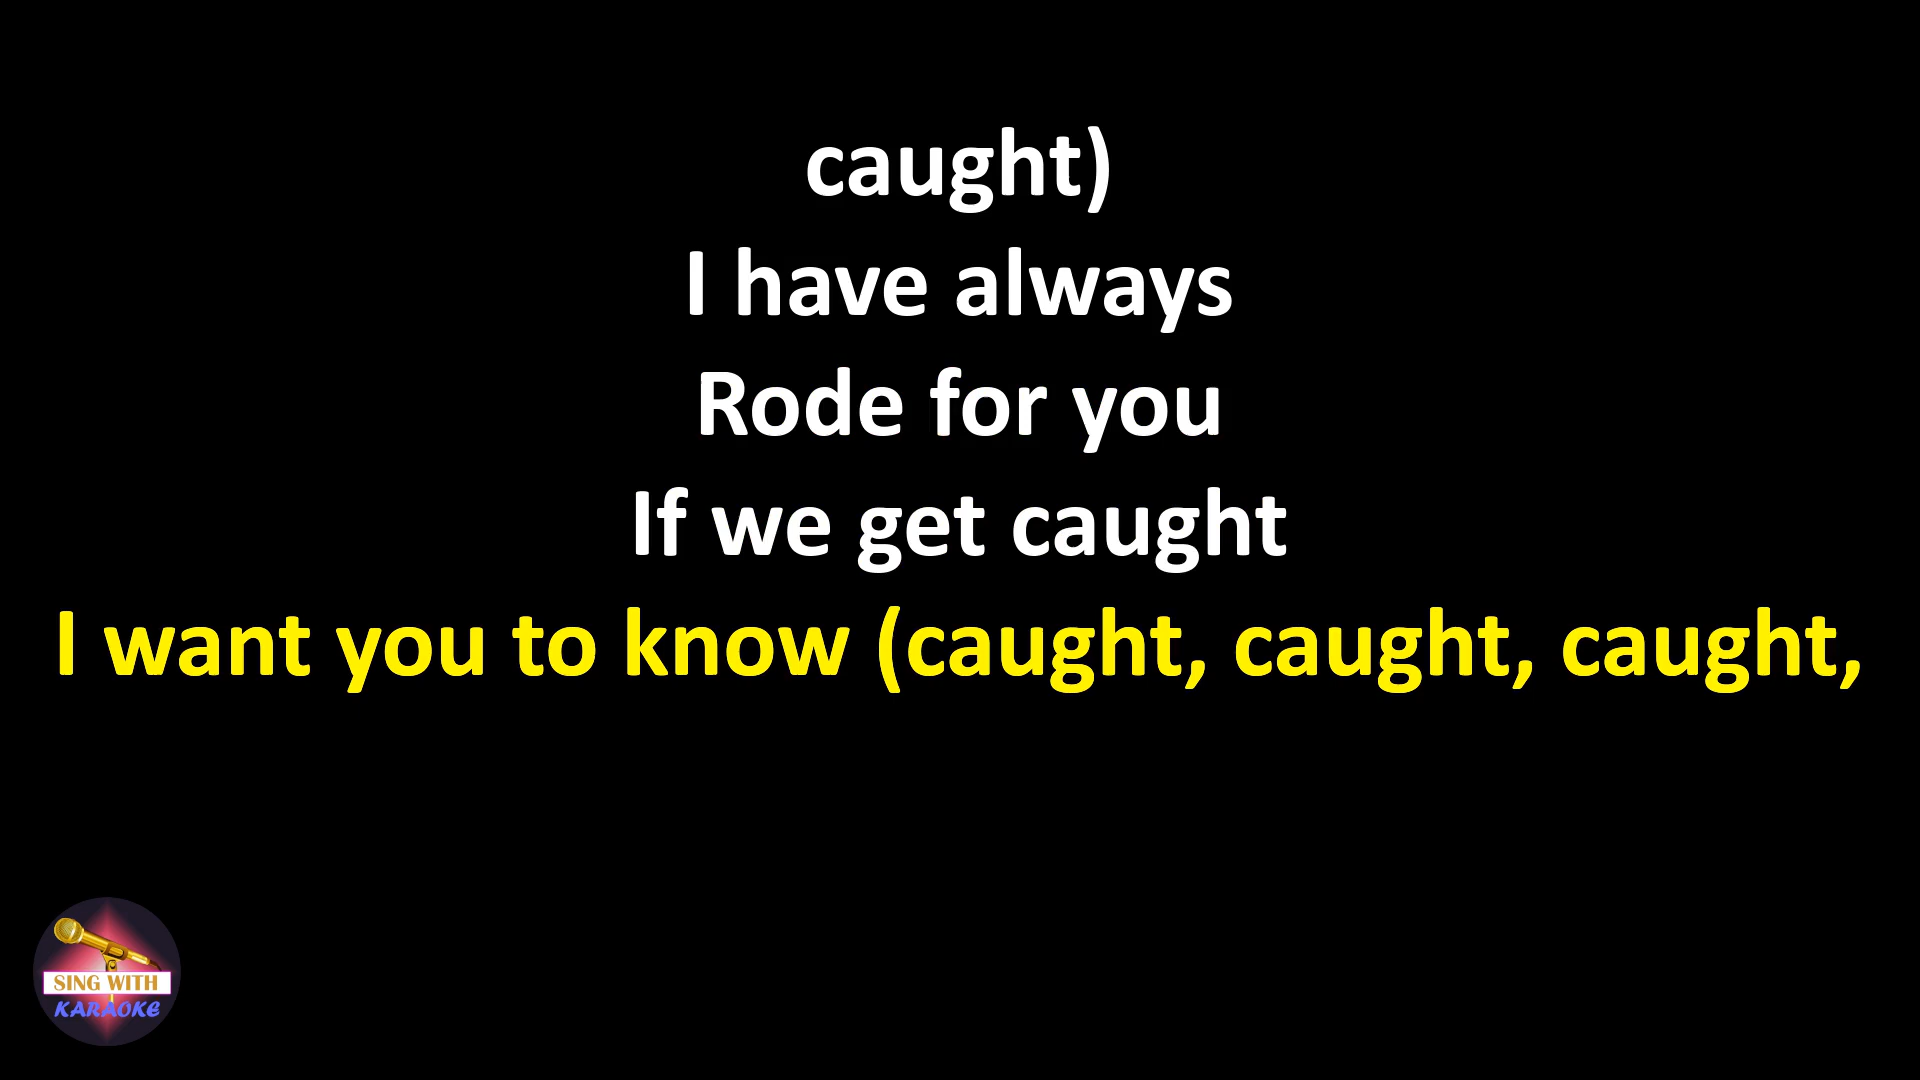 caught)
I have always
Rode for you
If we get caught
I want you to know (caught, caught, caught,
SING WITH
KARAOKE